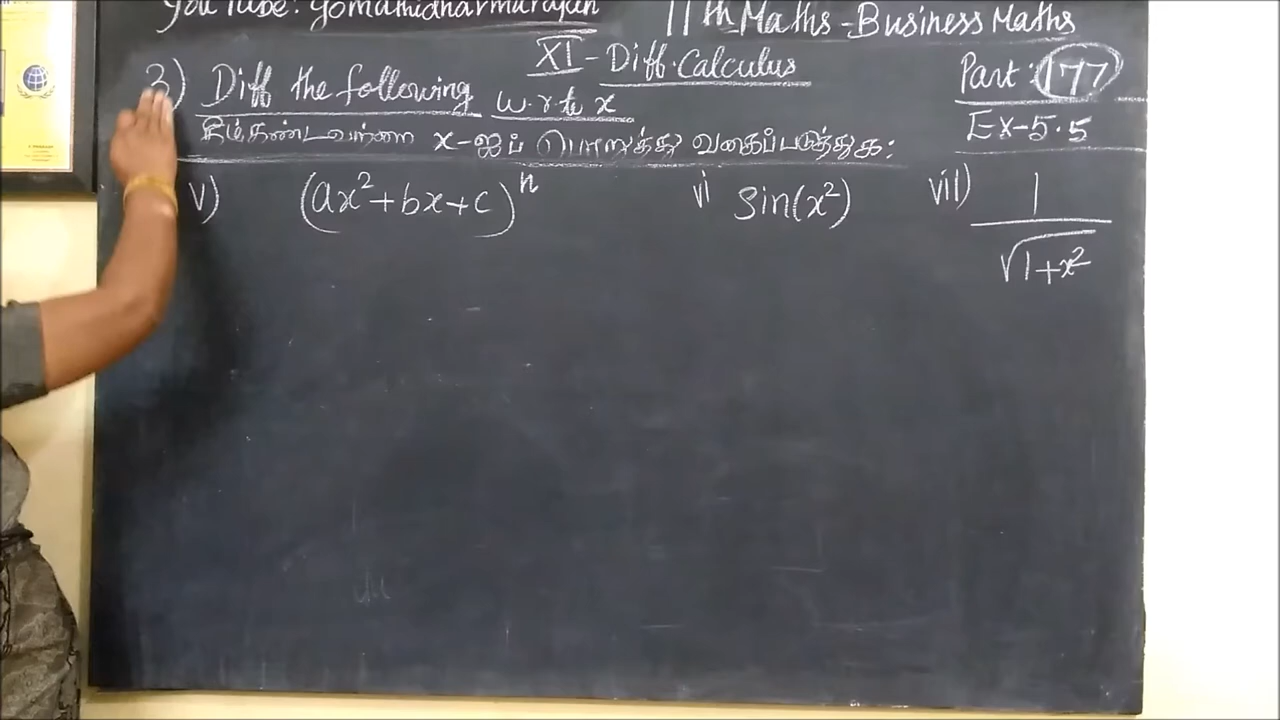 YouTube: gomathidharmarajan
11th Maths-Business Maths
XI-Diff.Calculus
Part: 177
EX-5.5
3) Diff the following w.r.to x
கீழ்கண்டவற்றை x-ஐப் பொறுத்து வகைப்படுத்துக:
v) (ax²+bx+c)ⁿ
vi sin(x²)
vii) 1/√1+x²